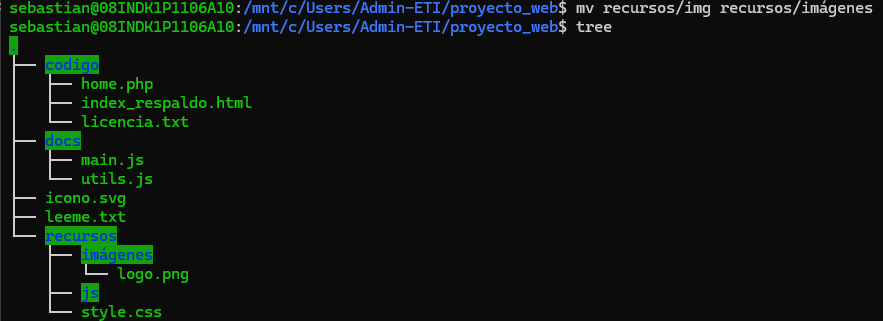 sebastian@08INDK1P1106A10:/mnt/c/Users/Admin-ETI/proyecto_web$ mv recursos/img recursos/imágenes
sebastian@08INDK1P1106A10:/mnt/c/Users/Admin-ETI/proyecto_web$ tree
.
├── codigo
│   ├── home.php
│   ├── index_respaldo.html
│   └── licencia.txt
├── docs
│   ├── main.js
│   └── utils.js
├── icono.svg
├── leeme.txt
└── recursos
    ├── imágenes
    │   └── logo.png
    ├── js
    └── style.css